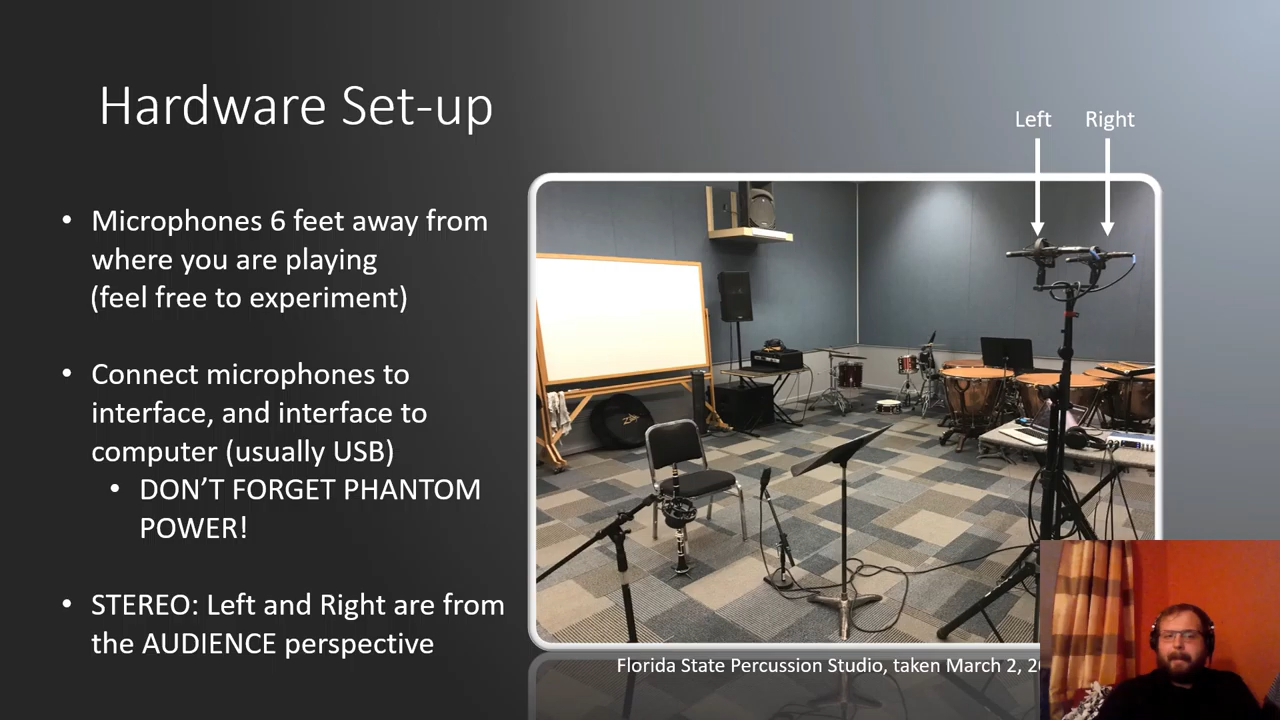 Hardware Set-up
Left Right
• Microphones 6 feet away from
where you are playing
(feel free to experiment)
• Connect microphones to
interface, and interface to
computer (usually USB)
• DON’T FORGET PHANTOM
POWER!
• STEREO: Left and Right are from
the AUDIENCE perspective
Florida State Percussion Studio, taken March 2,